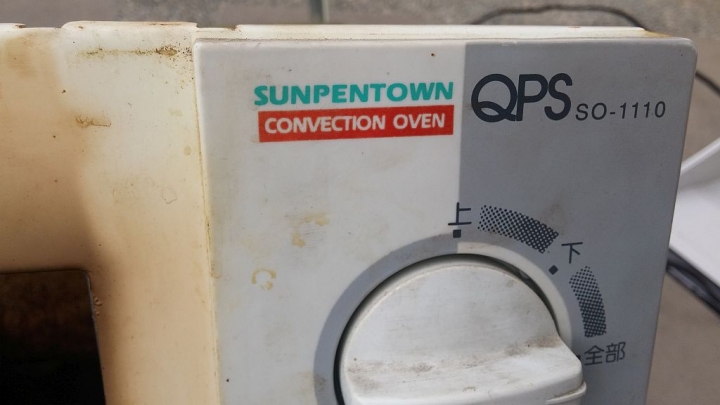 SUNPENTOWN
CONVECTION OVEN
QPS SO-1110
上
下
全部